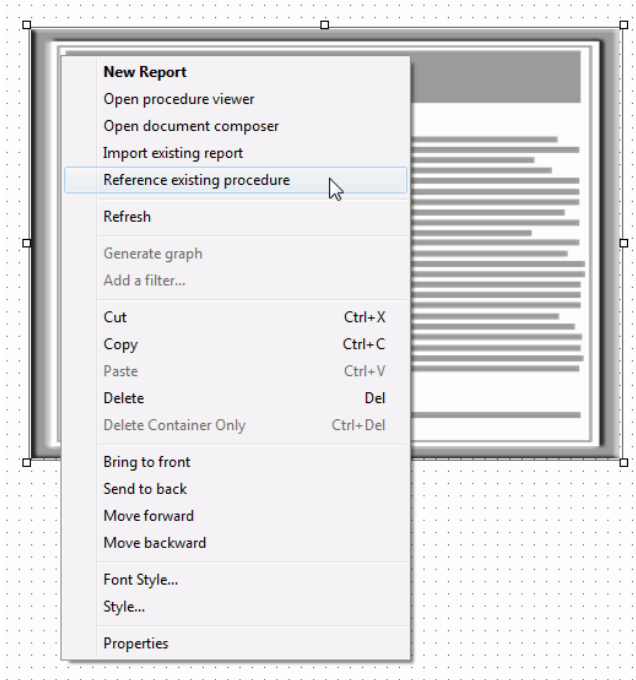 New Report
Open procedure viewer
Open document composer
Import existing report
Reference existing procedure
Refresh
Generate graph
Add a filter...
Cut Ctrl+X
Copy Ctrl+C
Paste Ctrl+V
Delete Del
Delete Container Only Ctrl+Del
Bring to front
Send to back
Move forward
Move backward
Font Style...
Style...
Properties